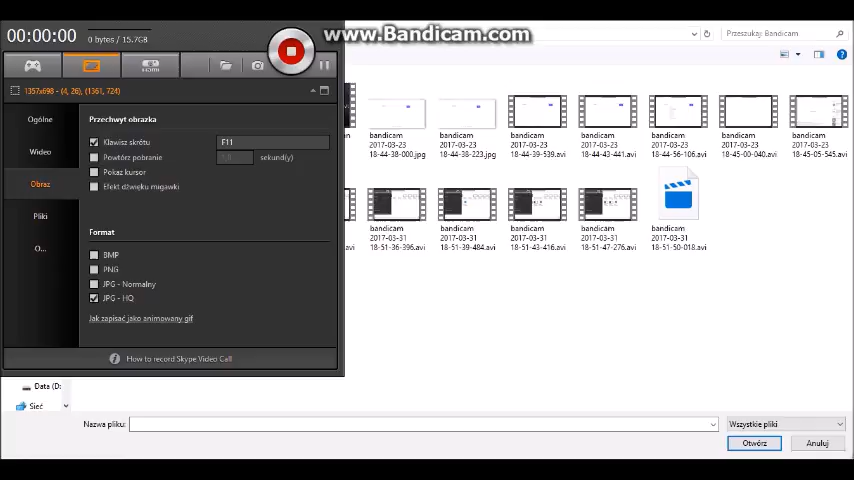 00:00:00
0 bytes / 15.7GB
www.Bandicam.com
Przeszukaj: Bandicam
HDMI
1357x698 - (4, 26), (1361, 724)
Ogólne
Wideo
Obraz
Pliki
O...
Przechwyt obrazka
Klawisz skrótu
F11
Powtórz pobranie
1,0
sekund(y)
Pokaz kursor
Efekt dźwięku migawki
Format
BMP
PNG
JPG - Normalny
JPG - HQ
Jak zapisać jako animowany gif
How to record Skype Video Call
bandicam
2017-03-23
18-44-38-000.jpg
bandicam
2017-03-23
18-44-38-223.jpg
bandicam
2017-03-23
18-44-39-539.avi
bandicam
2017-03-23
18-44-43-441.avi
bandicam
2017-03-23
18-44-56-106.avi
bandicam
2017-03-23
18-45-00-040.avi
bandicam
2017-03-23
18-45-05-545.avi
bandicam
2017-03-31
18-51-36-396.avi
bandicam
2017-03-31
18-51-39-484.avi
bandicam
2017-03-31
18-51-43-416.avi
bandicam
2017-03-31
18-51-47-276.avi
bandicam
2017-03-31
18-51-50-018.avi
Data (D:
Sieć
Nazwa pliku:
Wszystkie pliki
Otwórz
Anuluj